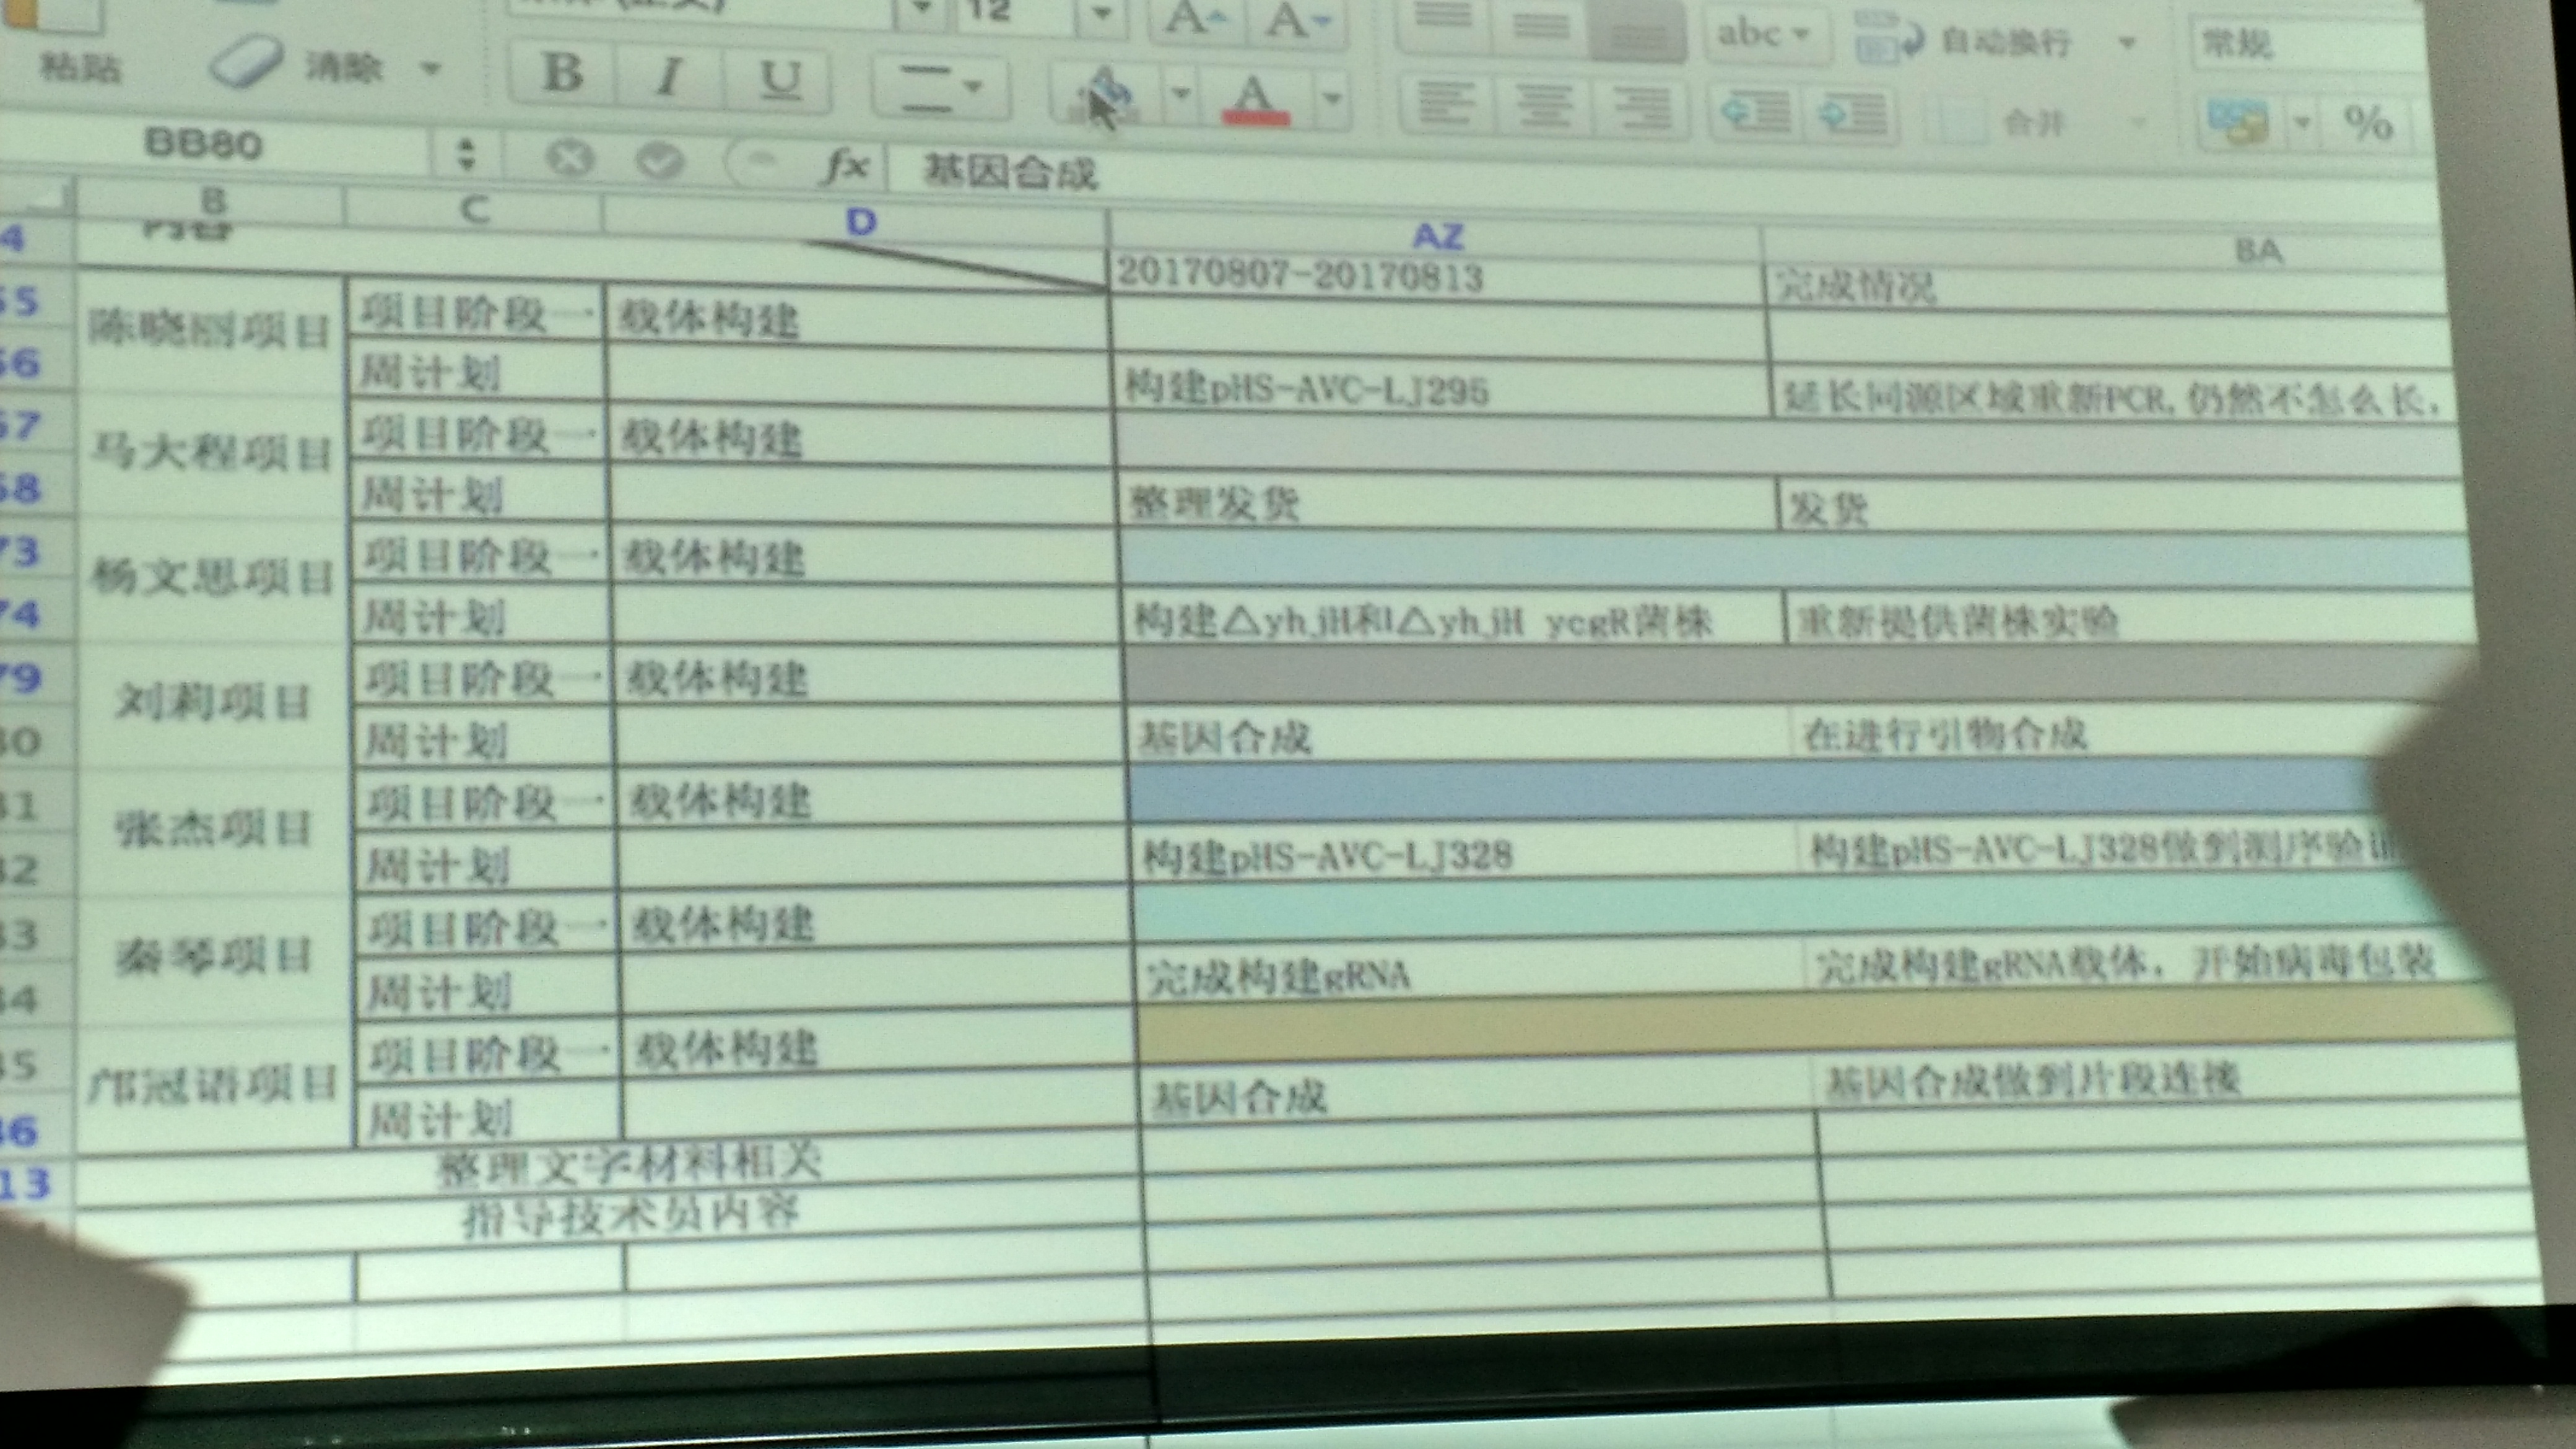 12
粘贴 清除 B I U A A abc 自动换行 常规
合并 %
BB80 fx 基因合成
B C D AZ BA
内容
20170807-20170813 完成情况
陈晓丽项目 项目阶段一 载体构建
周计划 构建pHS-AVC-LJ295 延长同源区域重新PCR,仍然不怎么长,
马大程项目 项目阶段一 载体构建
周计划 整理发货 发货
73 杨文思项目 项目阶段一 载体构建
74 周计划 构建△yhjH和△yhjH ycgR菌株 重新提供菌株实验
79 刘莉项目 项目阶段一 载体构建
周计划 基因合成 在进行引物合成
张杰项目 项目阶段一 载体构建
周计划 构建pHS-AVC-LJ328 构建pHS-AVC-LJ328做到测序验证
秦琴项目 项目阶段一 载体构建
周计划 完成构建gRNA 完成构建gRNA载体，开始病毒包装
邝冠语项目 项目阶段一 载体构建
周计划 基因合成 基因合成做到片段连接
整理文字材料相关
指导技术员内容